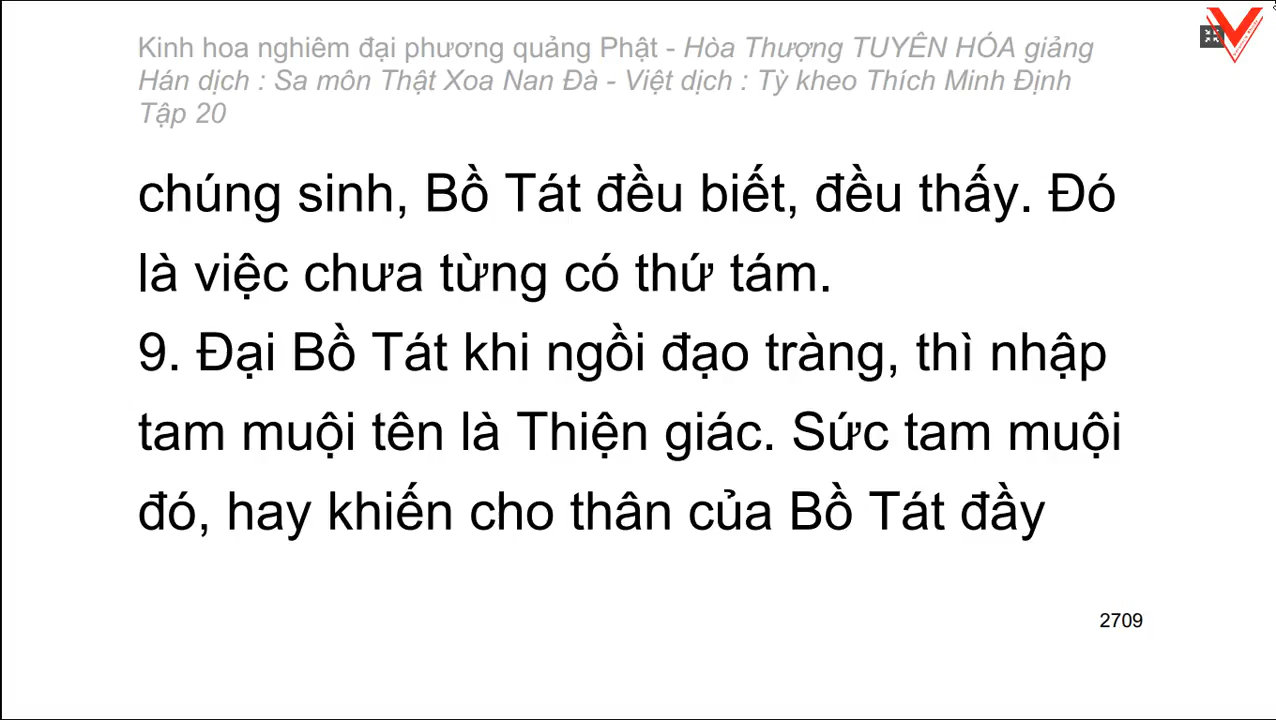 Kinh hoa nghiêm đại phương quảng Phật - Hòa Thượng TUYÊN HÓA giảng
Hán dịch : Sa môn Thật Xoa Nan Đà - Việt dịch : Tỳ kheo Thích Minh Định
Tập 20
chúng sinh, Bồ Tát đều biết, đều thấy. Đó
là việc chưa từng có thứ tám.
9. Đại Bồ Tát khi ngồi đạo tràng, thì nhập
tam muội tên là Thiện giác. Sức tam muội
đó, hay khiến cho thân của Bồ Tát đầy
2709